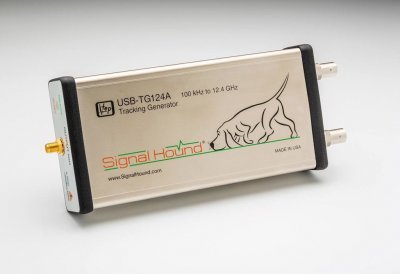 USB-TG124A 100 kHz to 12.4 GHz
Tracking Generator
Signal Hound®
www.SignalHound.com
MADE IN USA